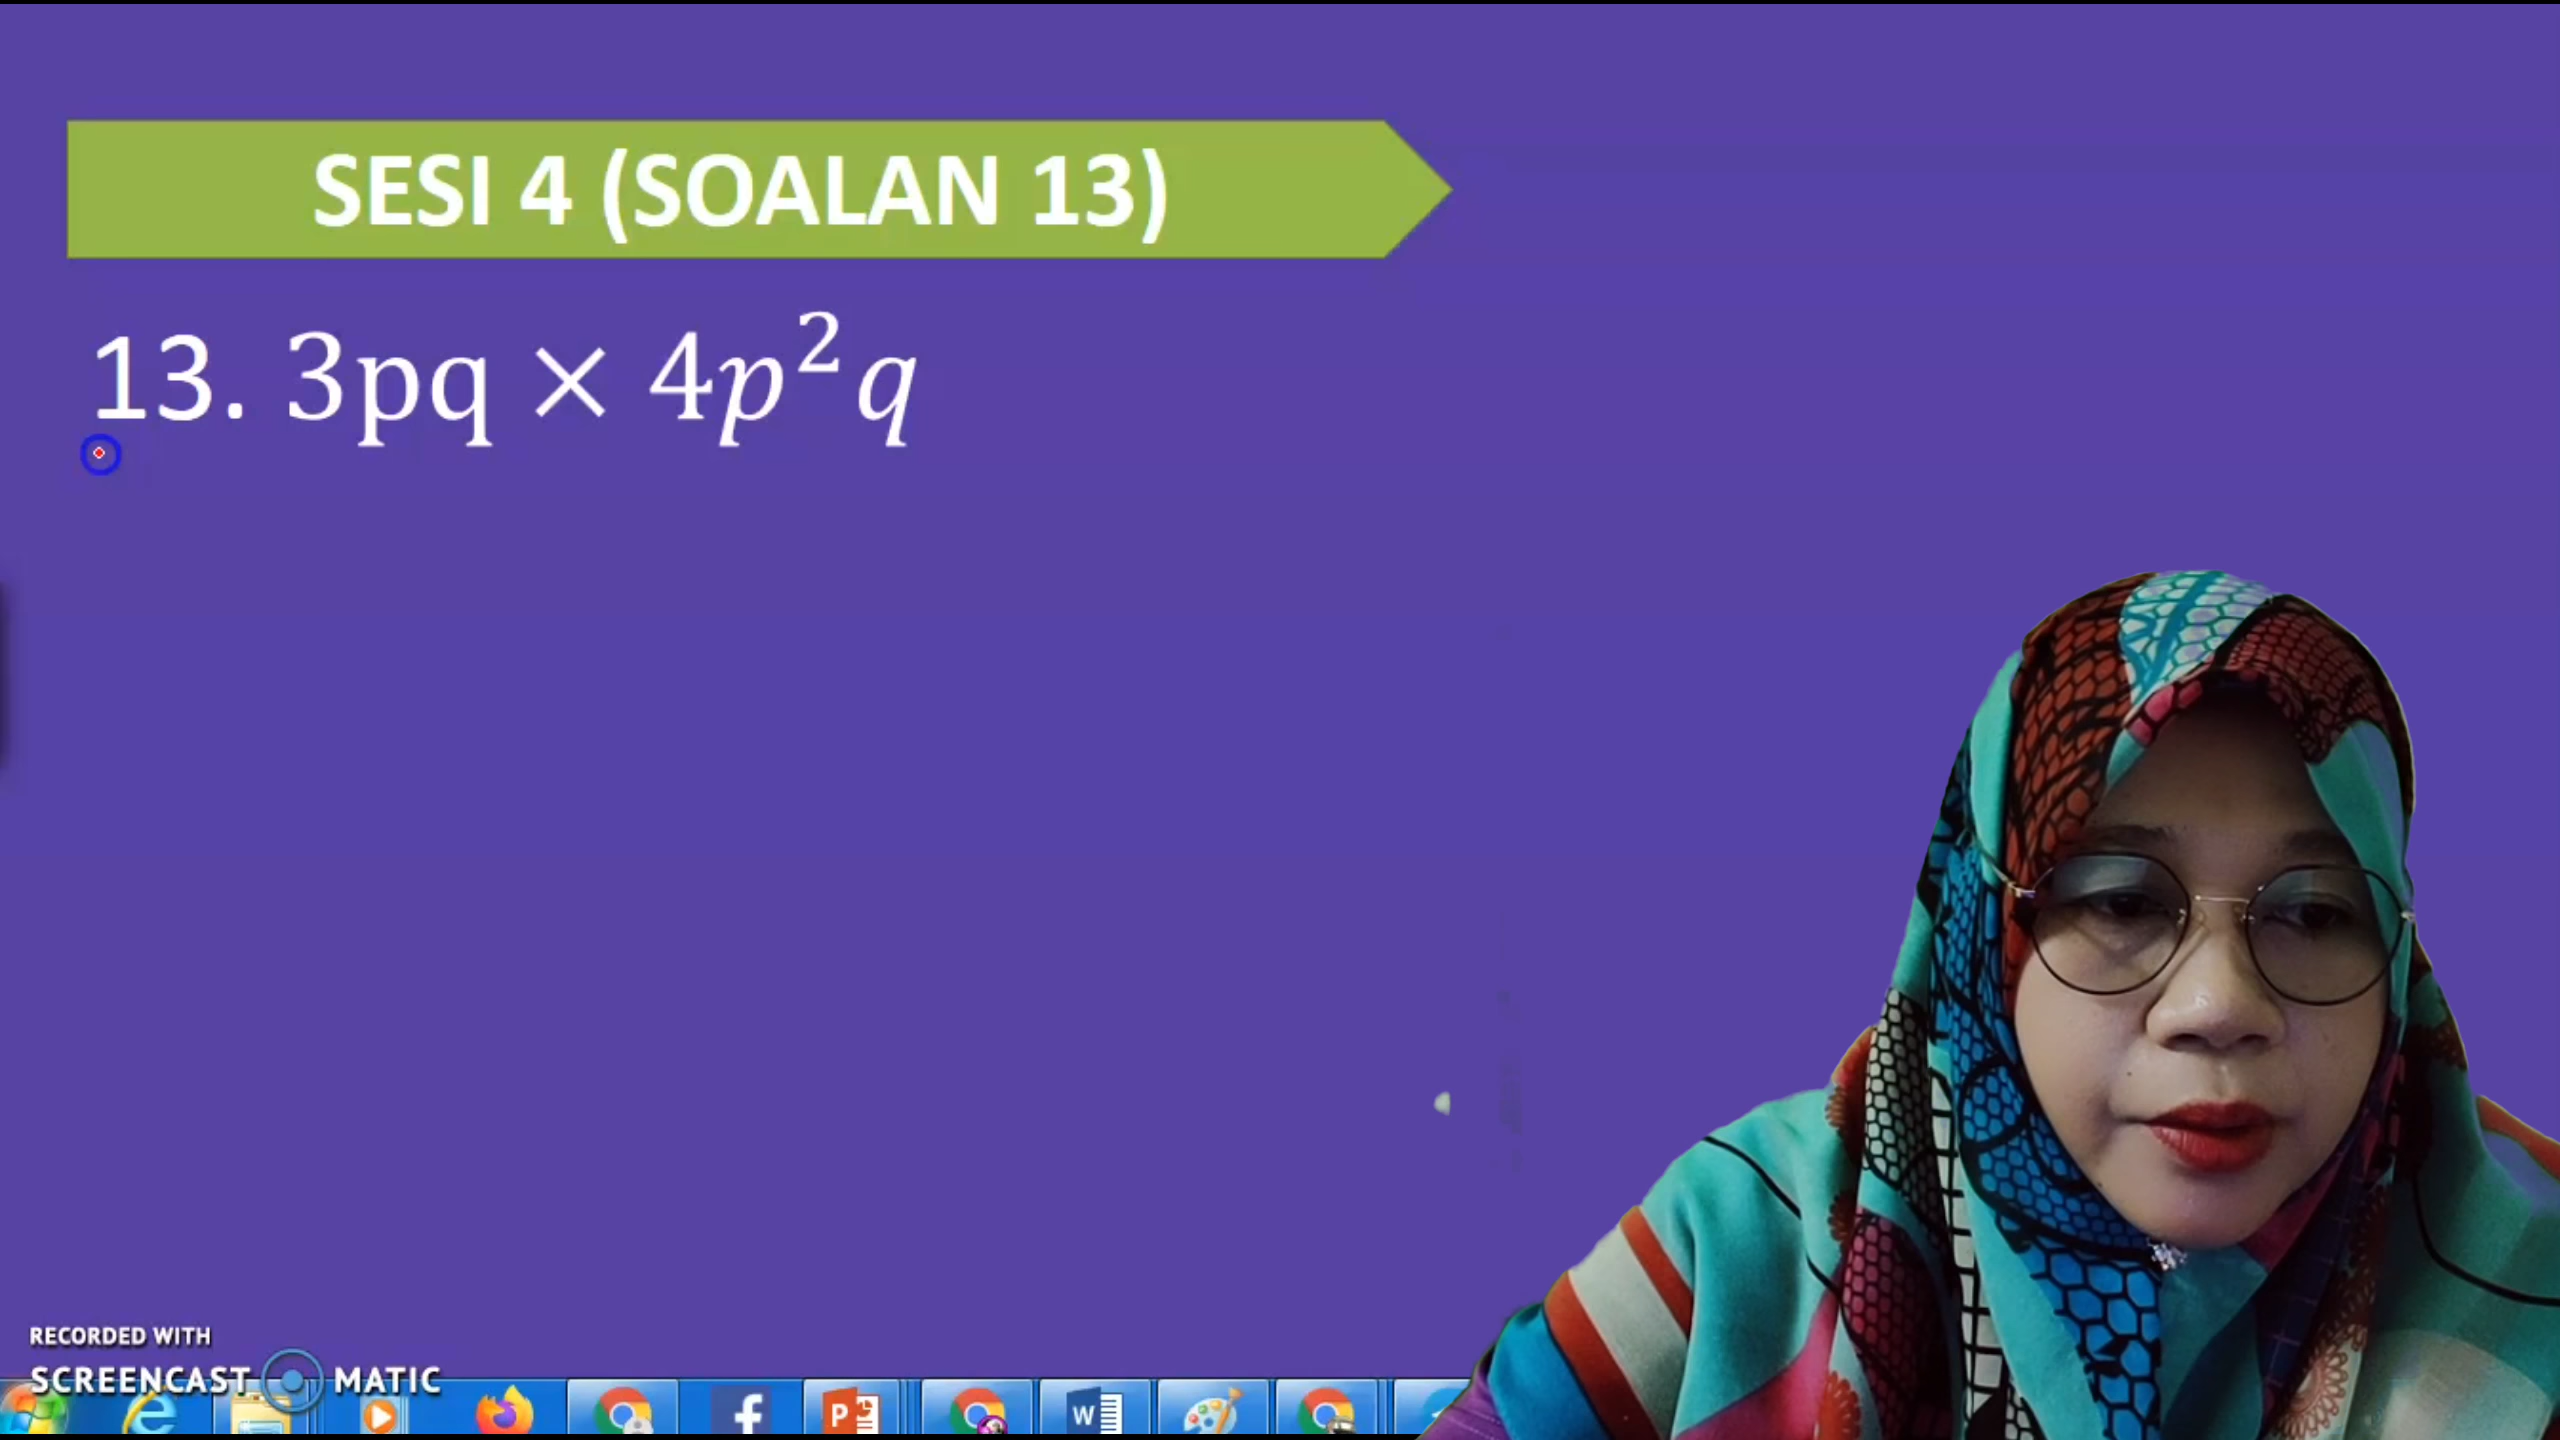 SESI 4 (SOALAN 13)
13. 3pq × 4p²q
RECORDED WITH
SCREENCAST MATIC